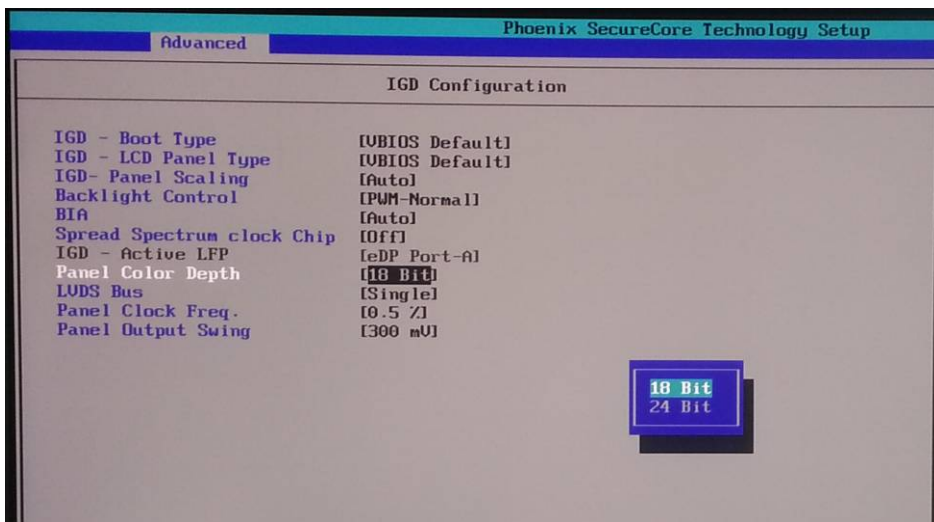 Phoenix SecureCore Technology Setup
Advanced
IGD Configuration
IGD - Boot Type [VBIOS Default]
IGD - LCD Panel Type [VBIOS Default]
IGD- Panel Scaling [Auto]
Backlight Control [PWM-Normal]
BIA [Auto]
Spread Spectrum clock Chip [Off]
IGD - Active LFP [eDP Port-A]
Panel Color Depth [18 Bit]
LVDS Bus [Single]
Panel Clock Freq. [0.5 %]
Panel Output Swing [300 mV]
18 Bit
24 Bit